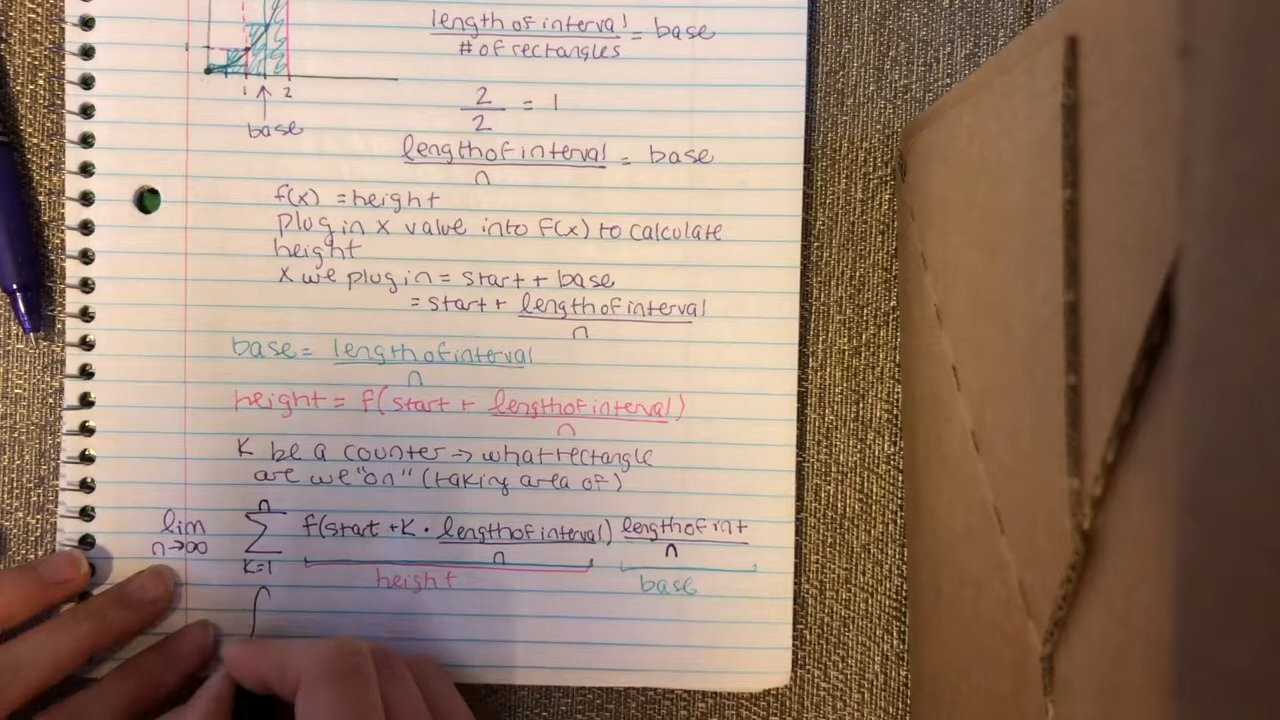 length of interval = base
# of rectangles
1 2
base
2 = 1
2
length of interval = base
n
f(x) = height
plug in x value into f(x) to calculate
height
x we plug in = start + base
= start + length of interval
n
base = length of interval
n
height = f(start + length of interval)
n
K be a counter → what rectangle
are we "on" (taking area of)
lim n→∞ n ∑ K=1 f(start + K · length of interval) length of int
n n
height base
∫